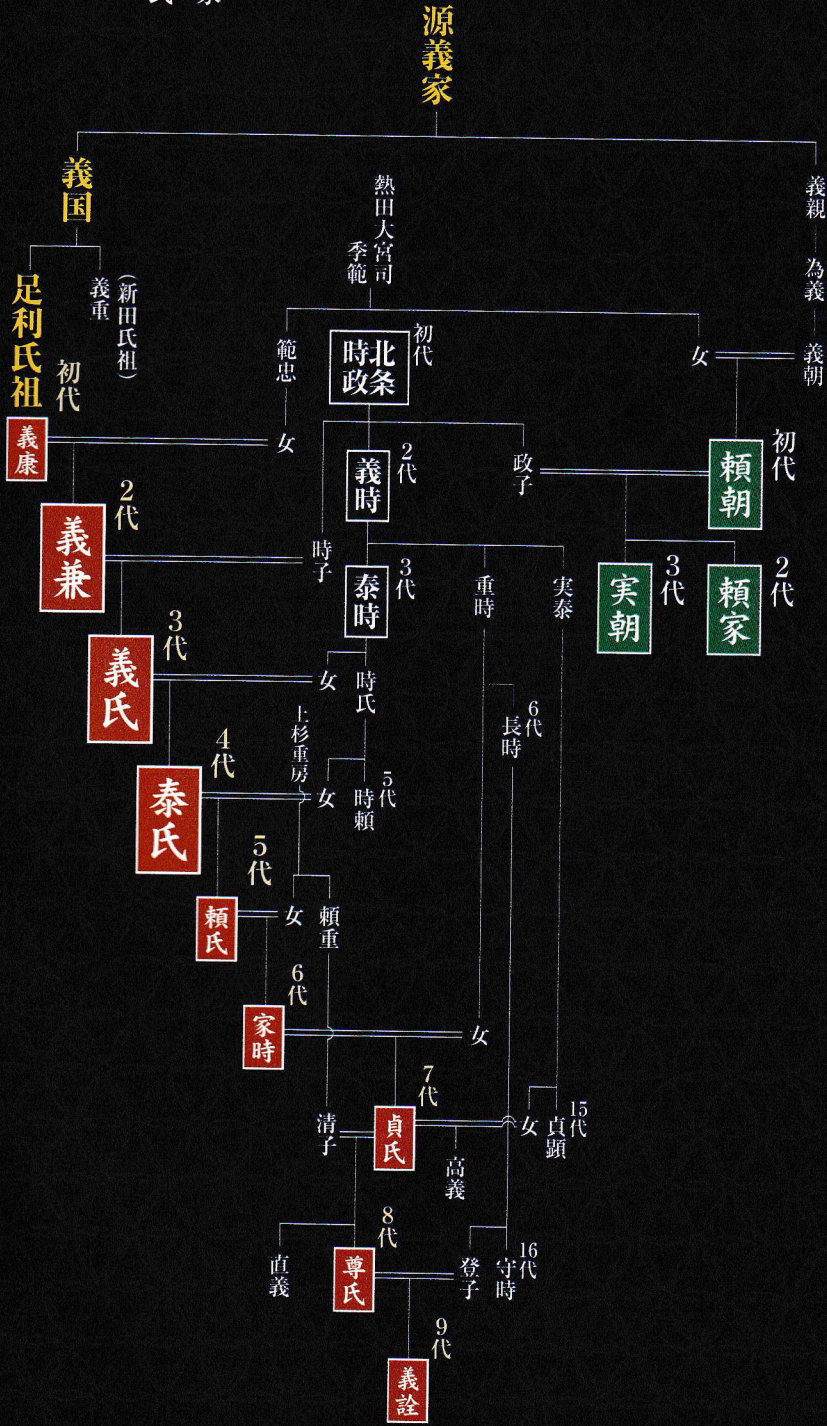 源義家
義親
為義
義朝
女
初代
頼朝
2代
頼家
3代
実朝
熱田大宮司
季範
範忠
女
初代
北条
時政
政子
2代
義時
時子
実泰
重時
3代
泰時
6代
長時
時氏
女
5代
時頼
女
上杉重房
頼重
女
女
15代
貞顕
女
清子
高義
16代
守時
登子
直義
義国
(新田氏祖)
義重
足利氏祖
初代
義康
2代
義兼
3代
義氏
4代
泰氏
5代
頼氏
6代
家時
7代
貞氏
8代
尊氏
9代
義詮